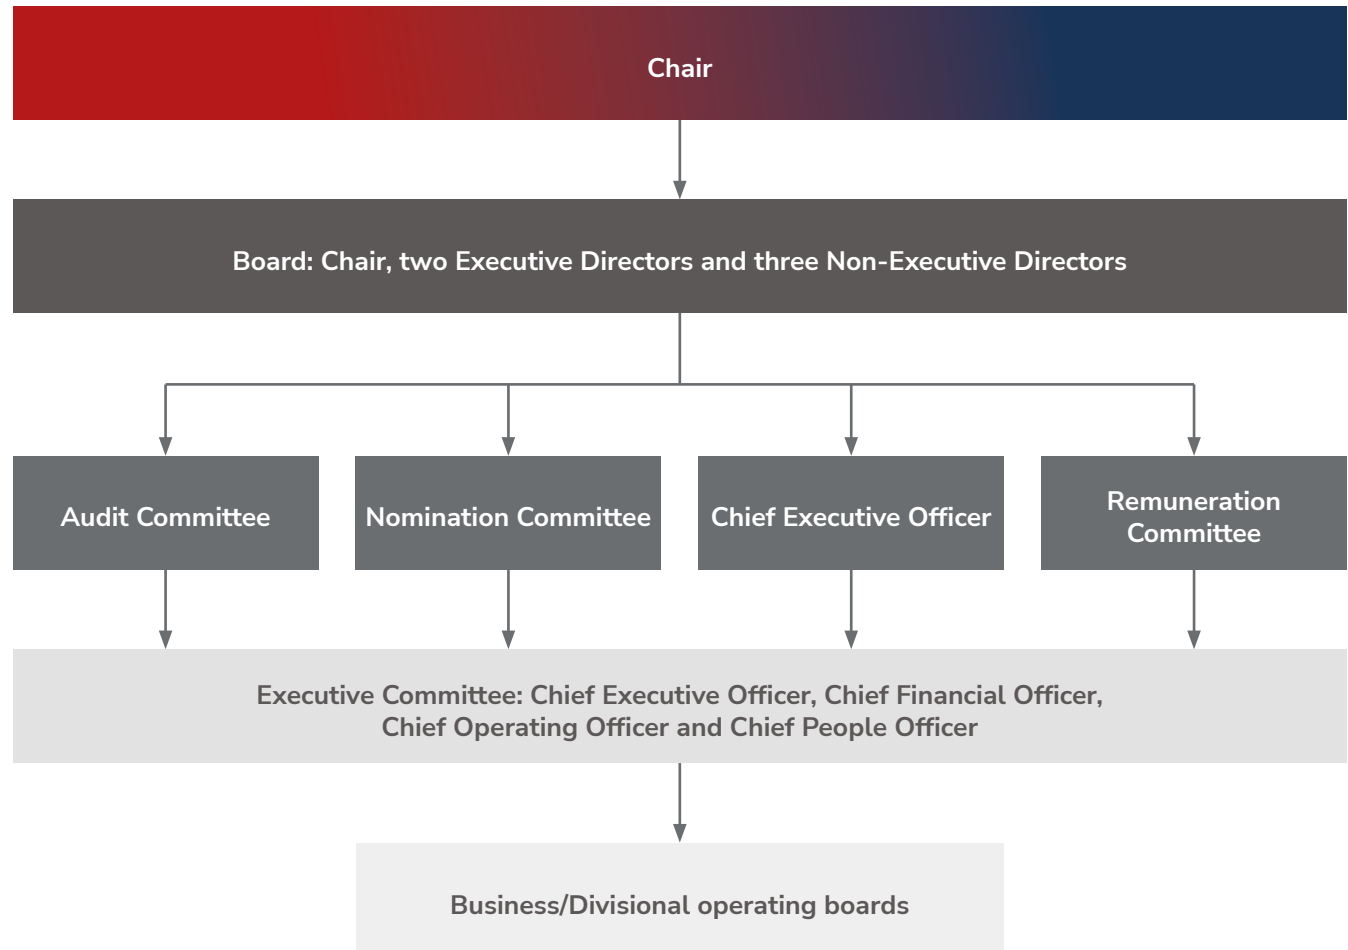 Chair
Board: Chair, two Executive Directors and three Non-Executive Directors
Audit Committee
Nomination Committee
Chief Executive Officer
Remuneration
Committee
Executive Committee: Chief Executive Officer, Chief Financial Officer,
Chief Operating Officer and Chief People Officer
Business/Divisional operating boards